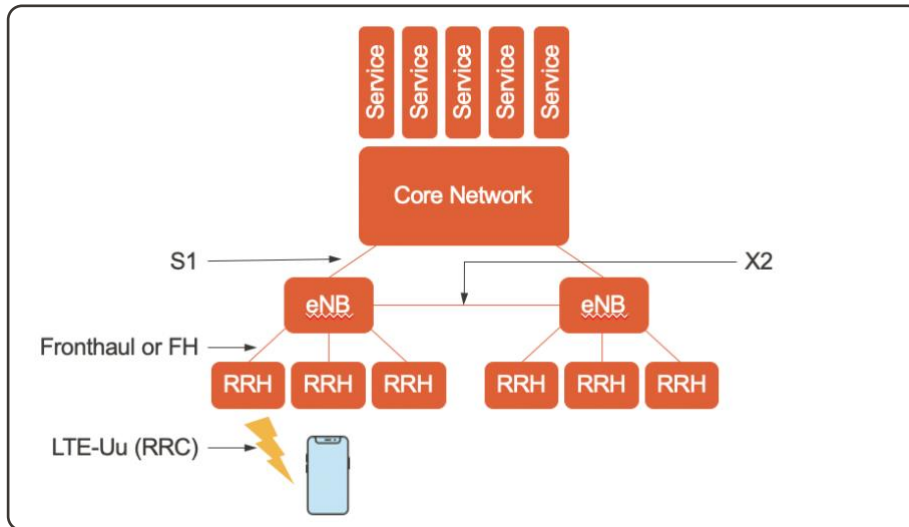 Service
Service
Service
Service
Service
Core Network
S1
X2
eNB
eNB
Fronthaul or FH
RRH
RRH
RRH
RRH
RRH
RRH
LTE-Uu (RRC)